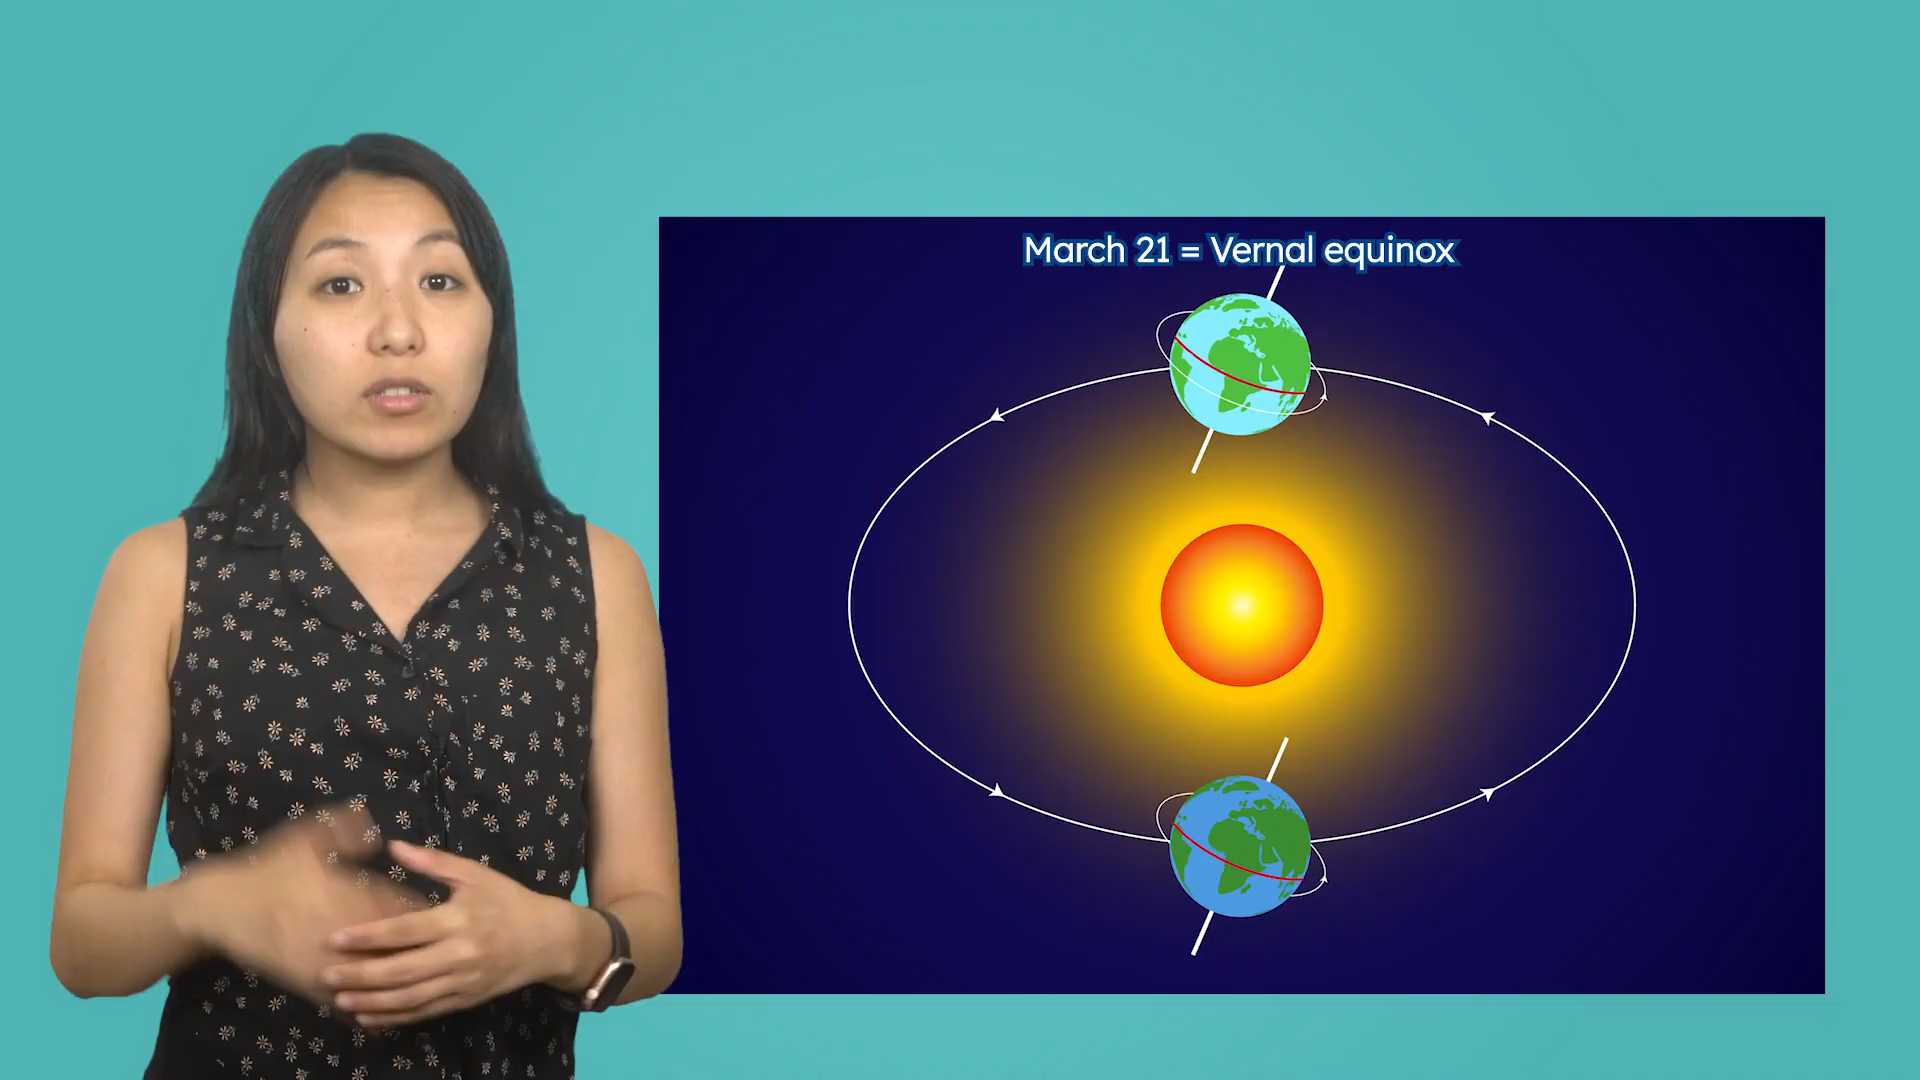 March 21 = Vernal equinox